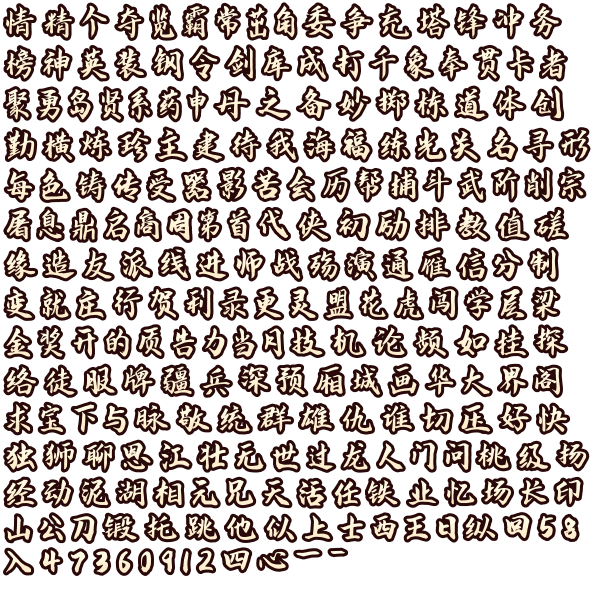 情精个夺览霸常茁角委争充塔锋冲务
榜神英装钢令剑库成打千象奉贯卡者
聚勇岛贤系药申丹之备妙掷栋道体创
勤横炼珍主建待我海福练光关名寻形
每色铸传受器影苦会历帮捕斗武阶削宗
眉息鼎启商周第首代侠初励排数值磋
缘造友派线进师战殇演通雁信分制
变就庄行贺利录更灵盟花虎闯学层梁
金奖开的质告力当月技机论频如挂探
络徒服牌疆兵深预厢城画华大界阁
求宝下与脉敬统群雄仇谁切正好快
独狮聊思江壮无世过龙人门问桃级扬
经动泥湖相元兄天活任铁业忆场长印
山公刀锻托跳他似上士西王日纵回58
入47360912四心一一